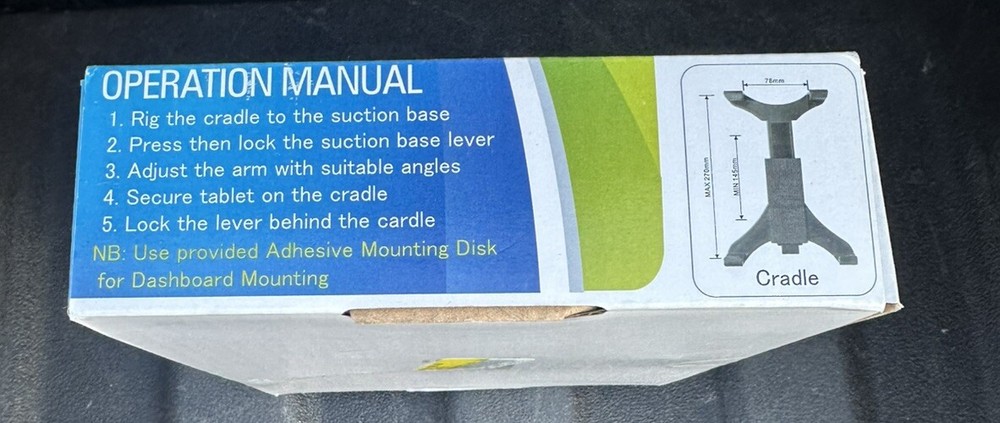 OPERATION MANUAL
1. Rig the cradle to the suction base
2. Press then lock the suction base lever
3. Adjust the arm with suitable angles
4. Secure tablet on the cradle
5. Lock the lever behind the cardle
NB: Use provided Adhesive Mounting Disk
for Dashboard Mounting
78mm
MAX 270mm
MIN 145mm
Cradle